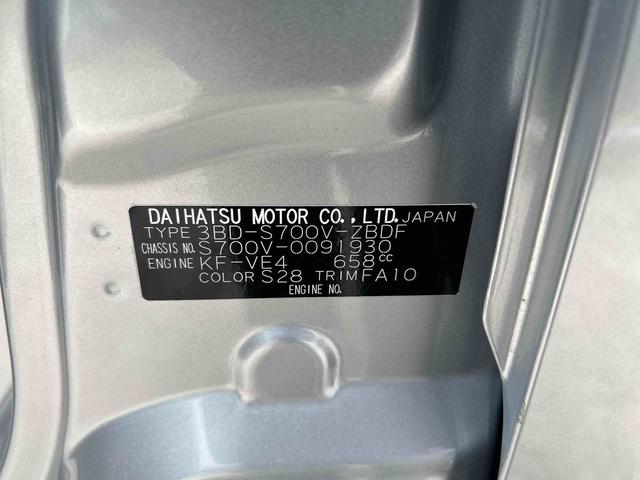 DAIHATSU MOTOR CO.,LTD. JAPAN
TYPE 3BD-S700V-ZBDF
CHASSIS NO. S700V-0091930
ENGINE KF-VE4 658cc
COLOR S28 TRIM FA10
ENGINE NO.